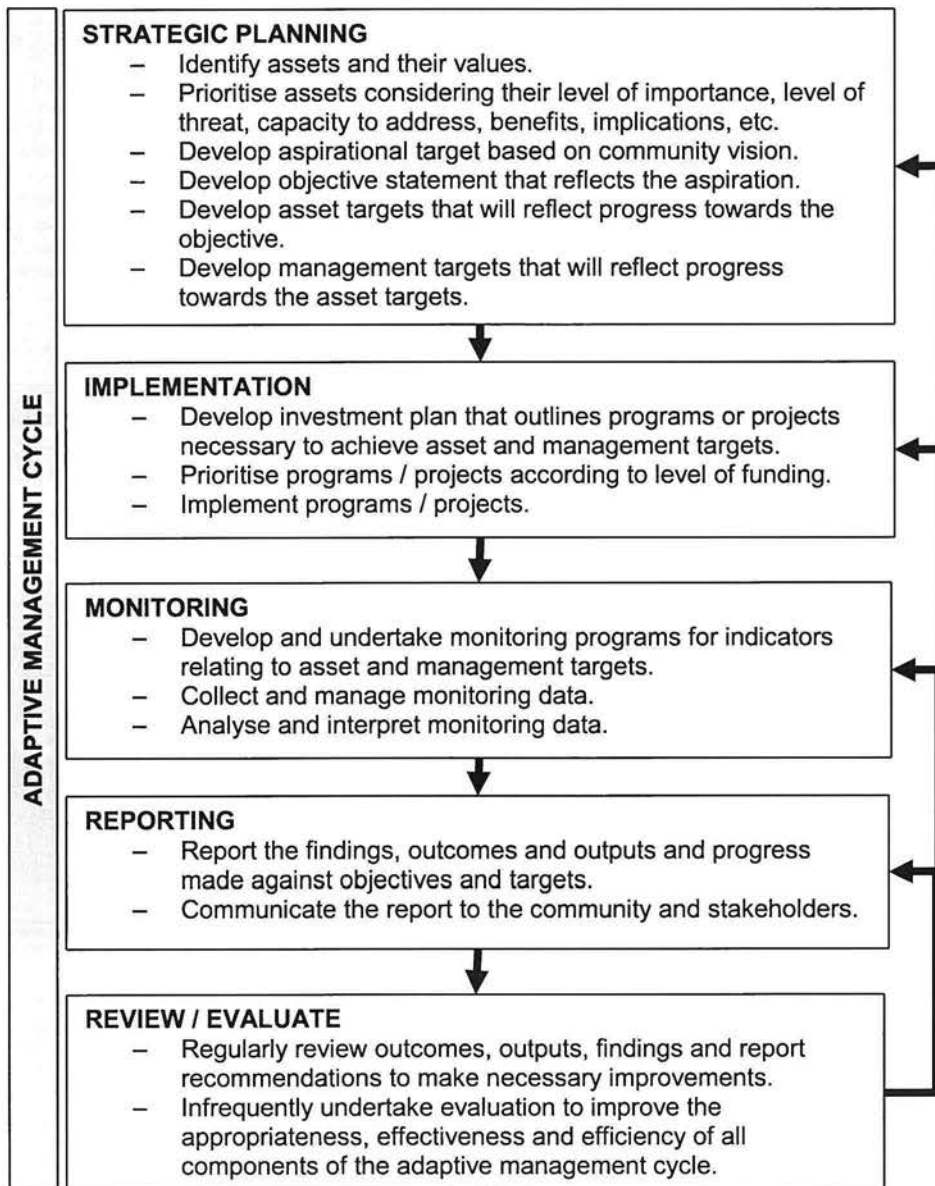 ADAPTIVE MANAGEMENT CYCLE
STRATEGIC PLANNING
– Identify assets and their values.
– Prioritise assets considering their level of importance, level of
threat, capacity to address, benefits, implications, etc.
– Develop aspirational target based on community vision.
– Develop objective statement that reflects the aspiration.
– Develop asset targets that will reflect progress towards the
objective.
– Develop management targets that will reflect progress
towards the asset targets.
IMPLEMENTATION
– Develop investment plan that outlines programs or projects
necessary to achieve asset and management targets.
– Prioritise programs / projects according to level of funding.
– Implement programs / projects.
MONITORING
– Develop and undertake monitoring programs for indicators
relating to asset and management targets.
– Collect and manage monitoring data.
– Analyse and interpret monitoring data.
REPORTING
– Report the findings, outcomes and outputs and progress
made against objectives and targets.
– Communicate the report to the community and stakeholders.
REVIEW / EVALUATE
– Regularly review outcomes, outputs, findings and report
recommendations to make necessary improvements.
– Infrequently undertake evaluation to improve the
appropriateness, effectiveness and efficiency of all
components of the adaptive management cycle.